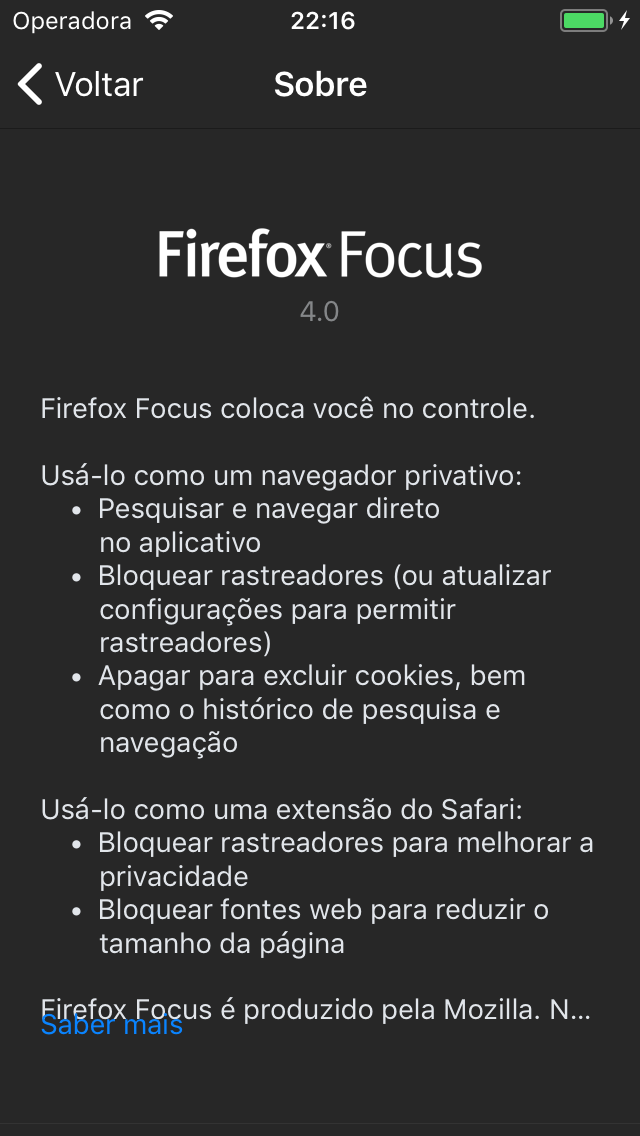 Operadora
22:16
Voltar
Sobre
Firefox Focus
4.0
Firefox Focus coloca você no controle.
Usá-lo como um navegador privativo:
• Pesquisar e navegar direto
no aplicativo
• Bloquear rastreadores (ou atualizar
configurações para permitir
rastreadores)
• Apagar para excluir cookies, bem
como o histórico de pesquisa e
navegação
Usá-lo como uma extensão do Safari:
• Bloquear rastreadores para melhorar a
privacidade
• Bloquear fontes web para reduzir o
tamanho da página
Firefox Focus é produzido pela Mozilla. N...
Saber mais